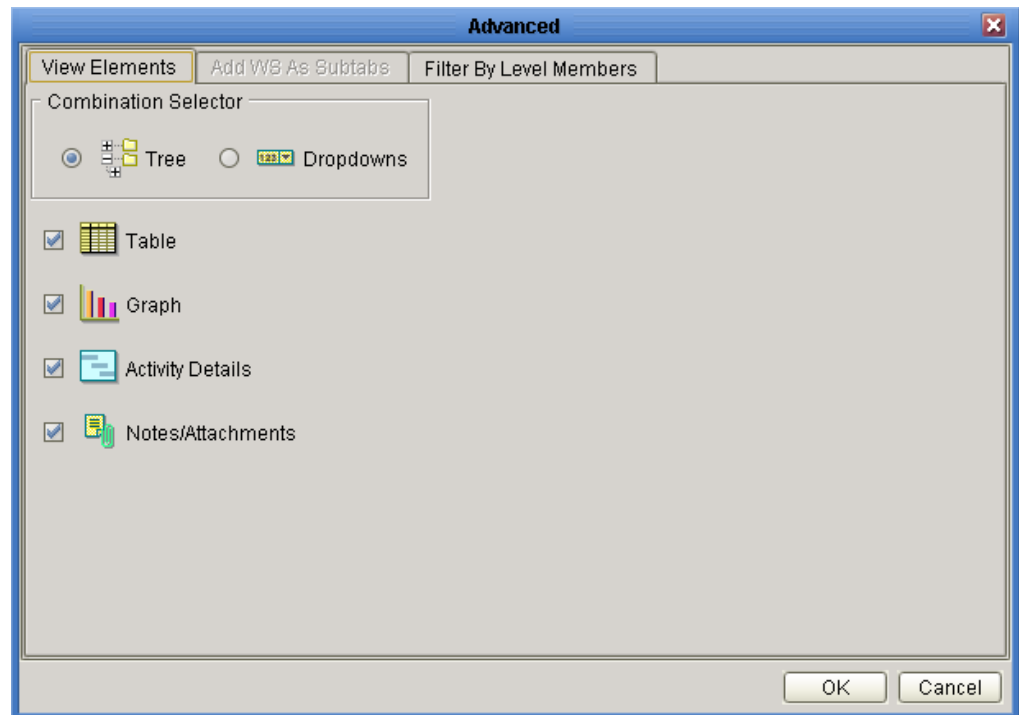 Advanced
View Elements Add WS As Subtabs Filter By Level Members
Combination Selector
Tree 123 Dropdowns
Table
Graph
Activity Details
Notes/Attachments
OK Cancel